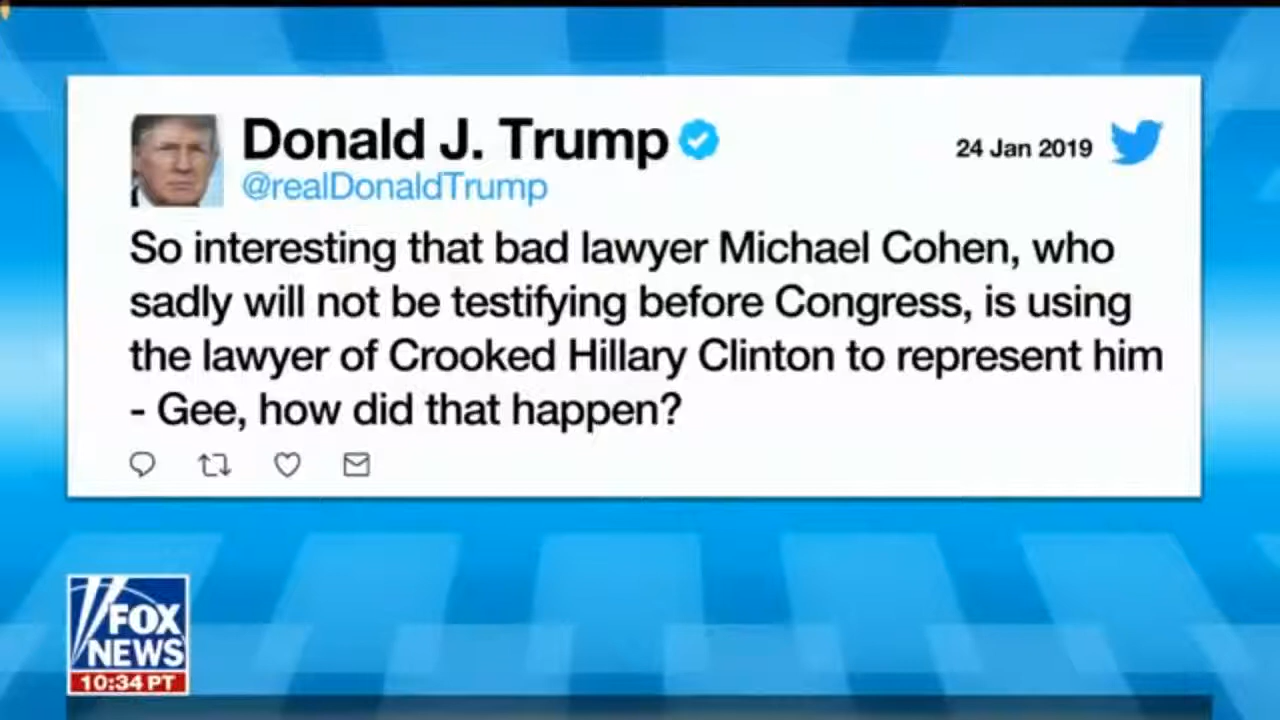 Donald J. Trump
@realDonaldTrump
24 Jan 2019
So interesting that bad lawyer Michael Cohen, who
sadly will not be testifying before Congress, is using
the lawyer of Crooked Hillary Clinton to represent him
- Gee, how did that happen?
FOX
NEWS
10:34 PT